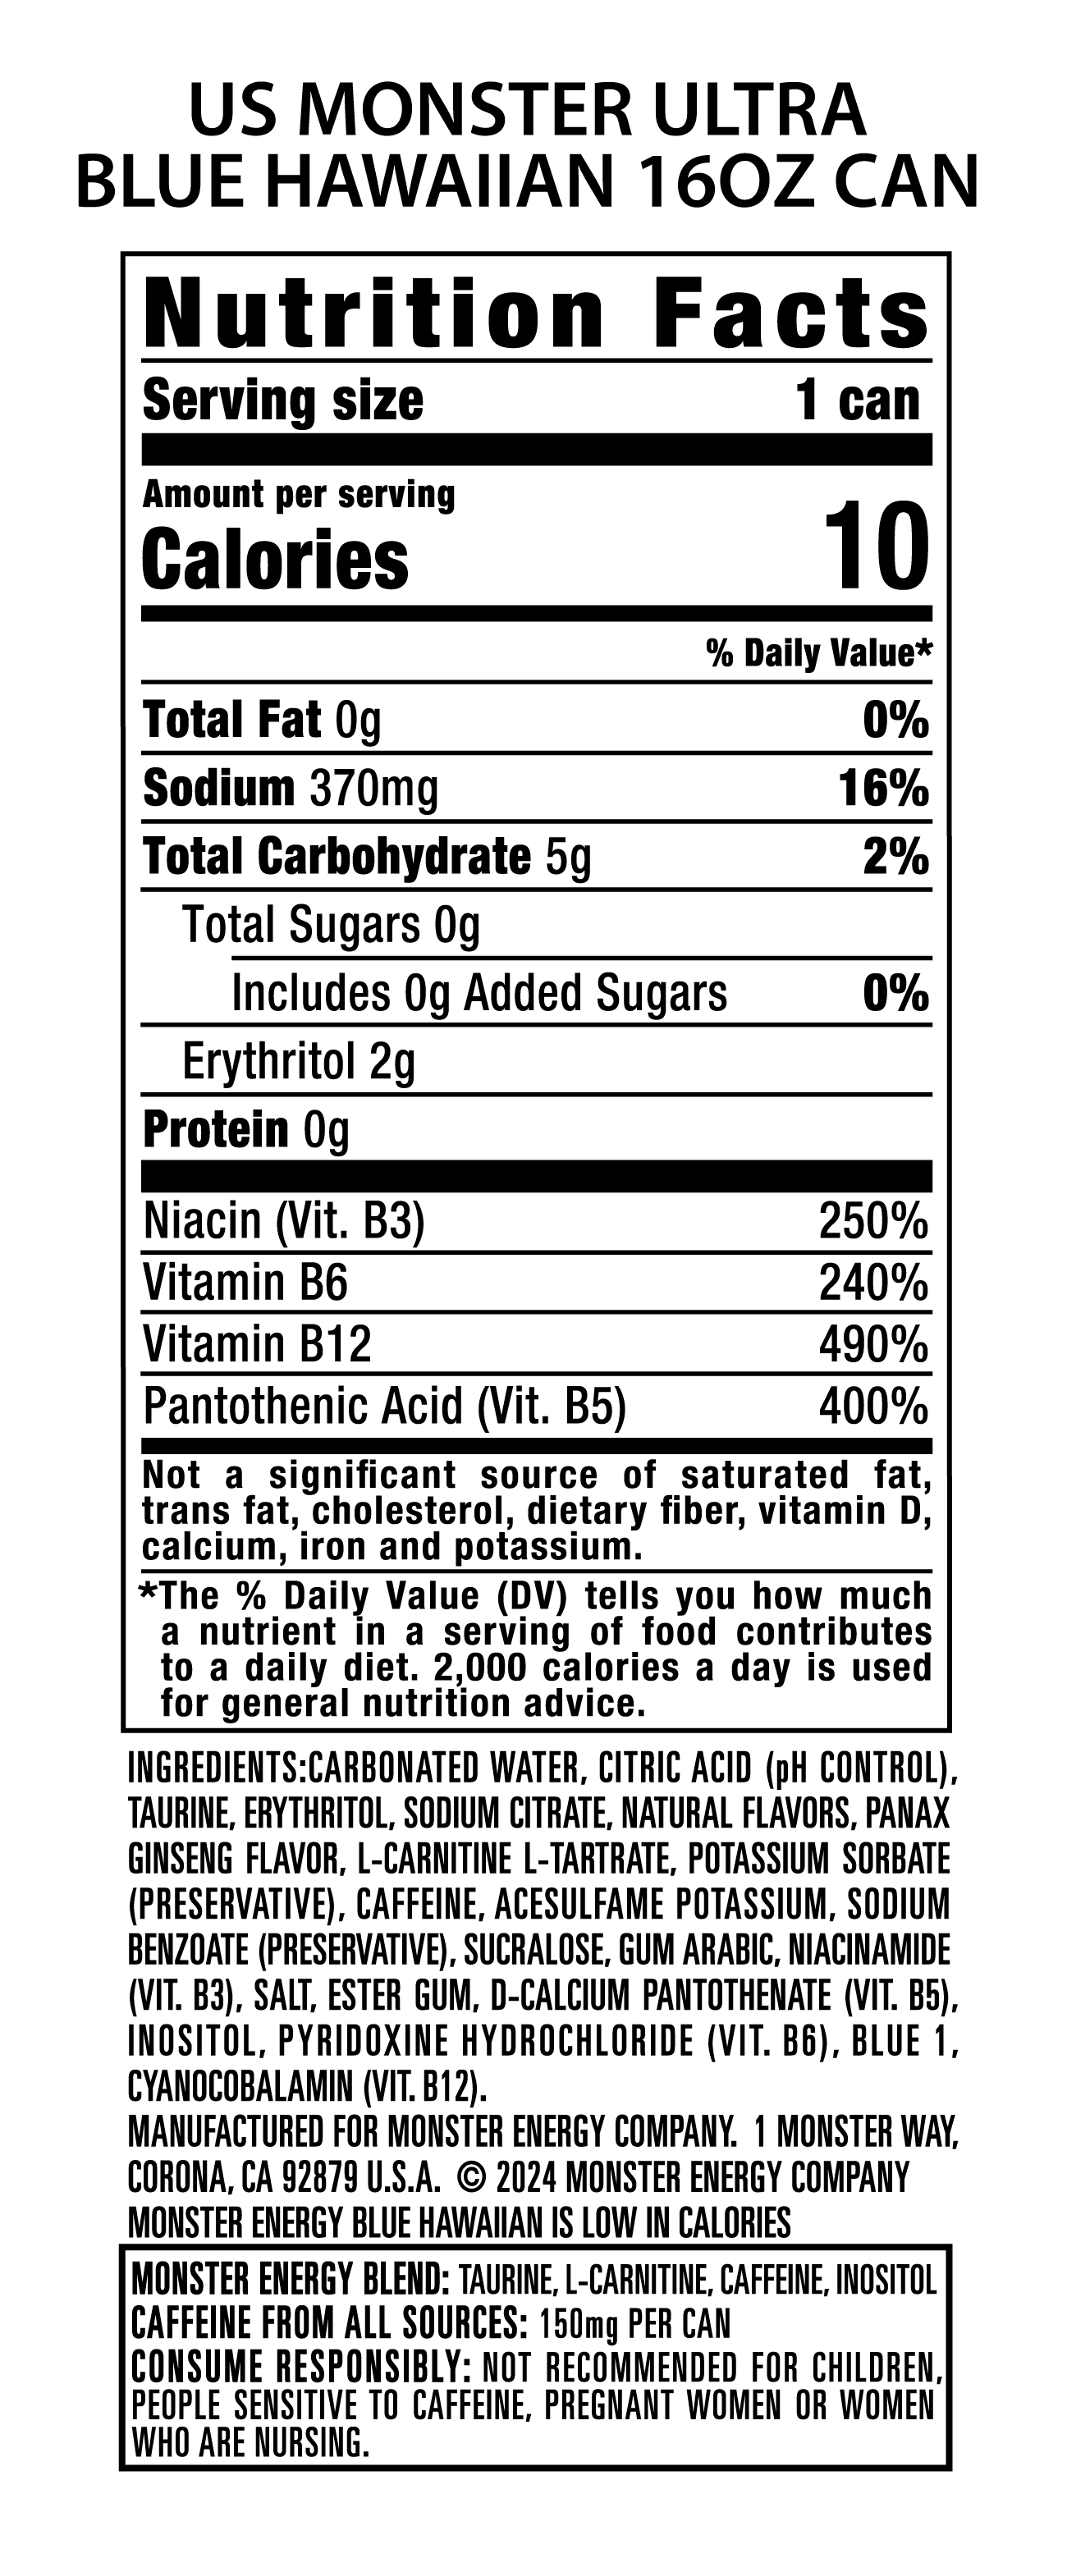 US MONSTER ULTRA
BLUE HAWAIIAN 16OZ CAN
Nutrition Facts
Serving size 1 can
Amount per serving
Calories 10
% Daily Value*
Total Fat 0g 0%
Sodium 370mg 16%
Total Carbohydrate 5g 2%
Total Sugars 0g
Includes 0g Added Sugars 0%
Erythritol 2g
Protein 0g
Niacin (Vit. B3) 250%
Vitamin B6 240%
Vitamin B12 490%
Pantothenic Acid (Vit. B5) 400%
Not a significant source of saturated fat,
trans fat, cholesterol, dietary fiber, vitamin D,
calcium, iron and potassium.
*The % Daily Value (DV) tells you how much
a nutrient in a serving of food contributes
to a daily diet. 2,000 calories a day is used
for general nutrition advice.
INGREDIENTS:CARBONATED WATER, CITRIC ACID (pH CONTROL),
TAURINE, ERYTHRITOL, SODIUM CITRATE, NATURAL FLAVORS, PANAX
GINSENG FLAVOR, L-CARNITINE L-TARTRATE, POTASSIUM SORBATE
(PRESERVATIVE), CAFFEINE, ACESULFAME POTASSIUM, SODIUM
BENZOATE (PRESERVATIVE), SUCRALOSE, GUM ARABIC, NIACINAMIDE
(VIT. B3), SALT, ESTER GUM, D-CALCIUM PANTOTHENATE (VIT. B5),
INOSITOL, PYRIDOXINE HYDROCHLORIDE (VIT. B6), BLUE 1,
CYANOCOBALAMIN (VIT. B12).
MANUFACTURED FOR MONSTER ENERGY COMPANY. 1 MONSTER WAY,
CORONA, CA 92879 U.S.A. © 2024 MONSTER ENERGY COMPANY
MONSTER ENERGY BLUE HAWAIIAN IS LOW IN CALORIES
MONSTER ENERGY BLEND: TAURINE, L-CARNITINE, CAFFEINE, INOSITOL
CAFFEINE FROM ALL SOURCES: 150mg PER CAN
CONSUME RESPONSIBLY: NOT RECOMMENDED FOR CHILDREN,
PEOPLE SENSITIVE TO CAFFEINE, PREGNANT WOMEN OR WOMEN
WHO ARE NURSING.